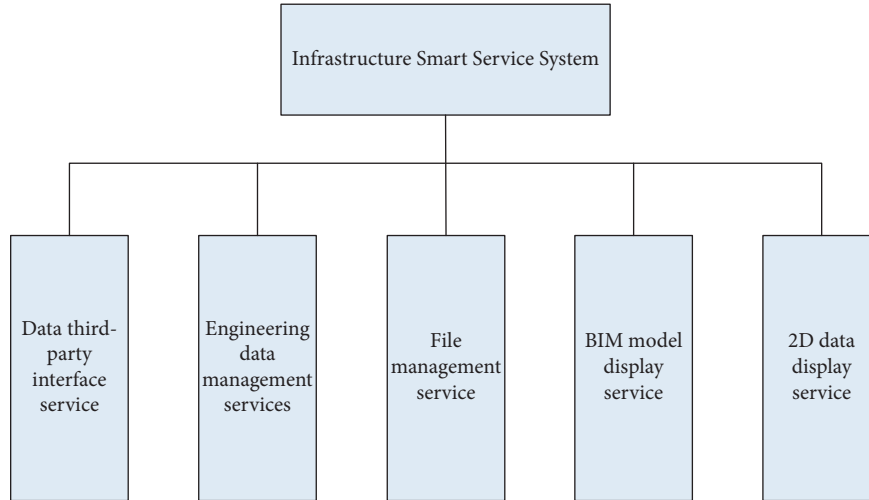 Infrastructure Smart Service System
Data third-
party
interface
service
Engineering
data
management
services
File
management
service
BIM model
display
service
2D data
display
service